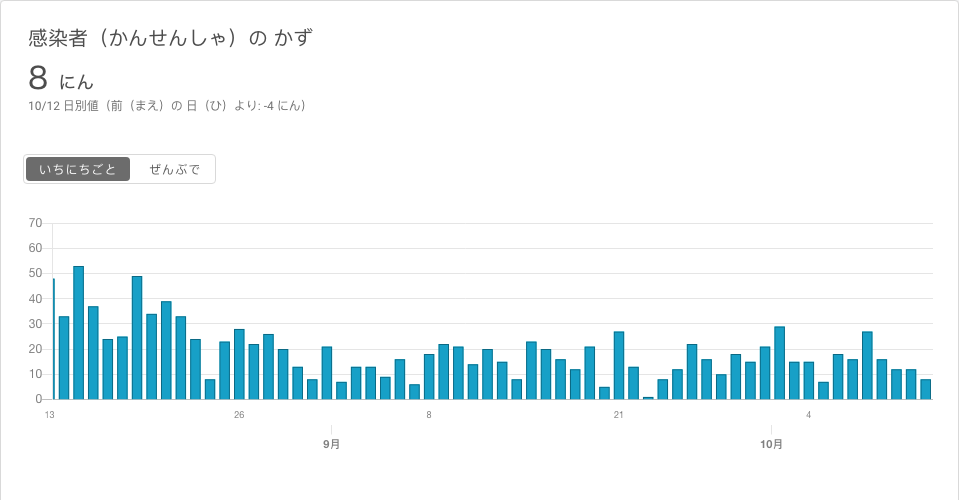 感染者（かんせんしゃ）の かず
8 にん
10/12 日別値（前（まえ）の 日（ひ）より: -4 にん）
いちにちごと ぜんぶで
70
60
50
40
30
20
10
0
13 26 8 21 4
9月 10月